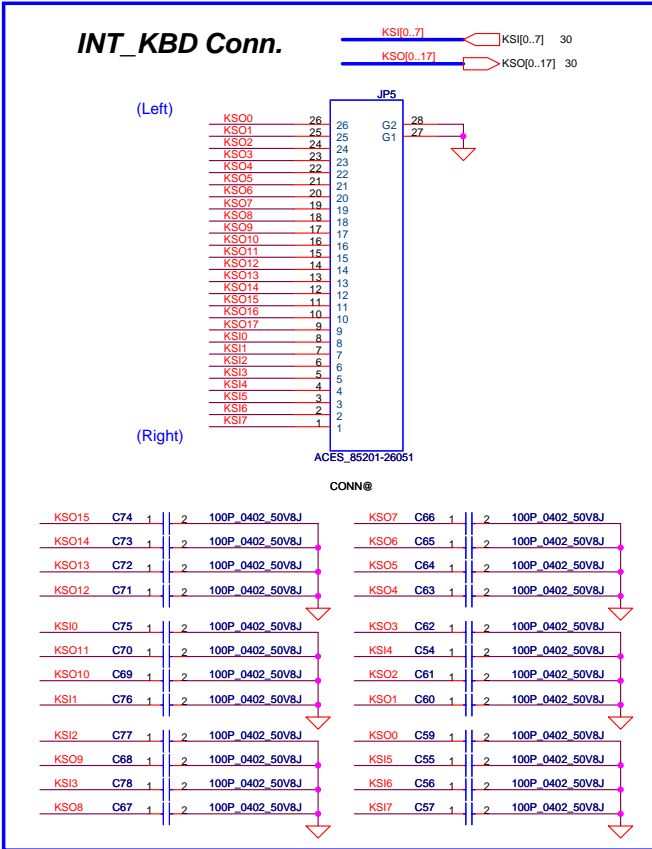 INT_KBD Conn.
KSI[0..7] KSI[0..7] 30
KSO[0..17] KSO[0..17] 30
JP5
(Left)
KSO0 26 26 G2 28
KSO1 25 25 G1 27
KSO2 24 24
KSO3 23 23
KSO4 22 22
KSO5 21 21
KSO6 20 20
KSO7 19 19
KSO8 18 18
KSO9 17 17
KSO10 16 16
KSO11 15 15
KSO12 14 14
KSO13 13 13
KSO14 12 12
KSO15 11 11
KSO16 10 10
KSO17 9 9
KSI0 8 8
KSI1 7 7
KSI2 6 6
KSI3 5 5
KSI4 4 4
KSI5 3 3
KSI6 2 2
KSI7 1 1
(Right)
ACES_85201-26051
CONN@
KSO15 C74 1 2 100P_0402_50V8J
KSO14 C73 1 2 100P_0402_50V8J
KSO13 C72 1 2 100P_0402_50V8J
KSO12 C71 1 2 100P_0402_50V8J
KSI0 C75 1 2 100P_0402_50V8J
KSO11 C70 1 2 100P_0402_50V8J
KSO10 C69 1 2 100P_0402_50V8J
KSI1 C76 1 2 100P_0402_50V8J
KSI2 C77 1 2 100P_0402_50V8J
KSO9 C68 1 2 100P_0402_50V8J
KSI3 C78 1 2 100P_0402_50V8J
KSO8 C67 1 2 100P_0402_50V8J
KSO7 C66 1 2 100P_0402_50V8J
KSO6 C65 1 2 100P_0402_50V8J
KSO5 C64 1 2 100P_0402_50V8J
KSO4 C63 1 2 100P_0402_50V8J
KSO3 C62 1 2 100P_0402_50V8J
KSI4 C54 1 2 100P_0402_50V8J
KSO2 C61 1 2 100P_0402_50V8J
KSO1 C60 1 2 100P_0402_50V8J
KSO0 C59 1 2 100P_0402_50V8J
KSI5 C55 1 2 100P_0402_50V8J
KSI6 C56 1 2 100P_0402_50V8J
KSI7 C57 1 2 100P_0402_50V8J